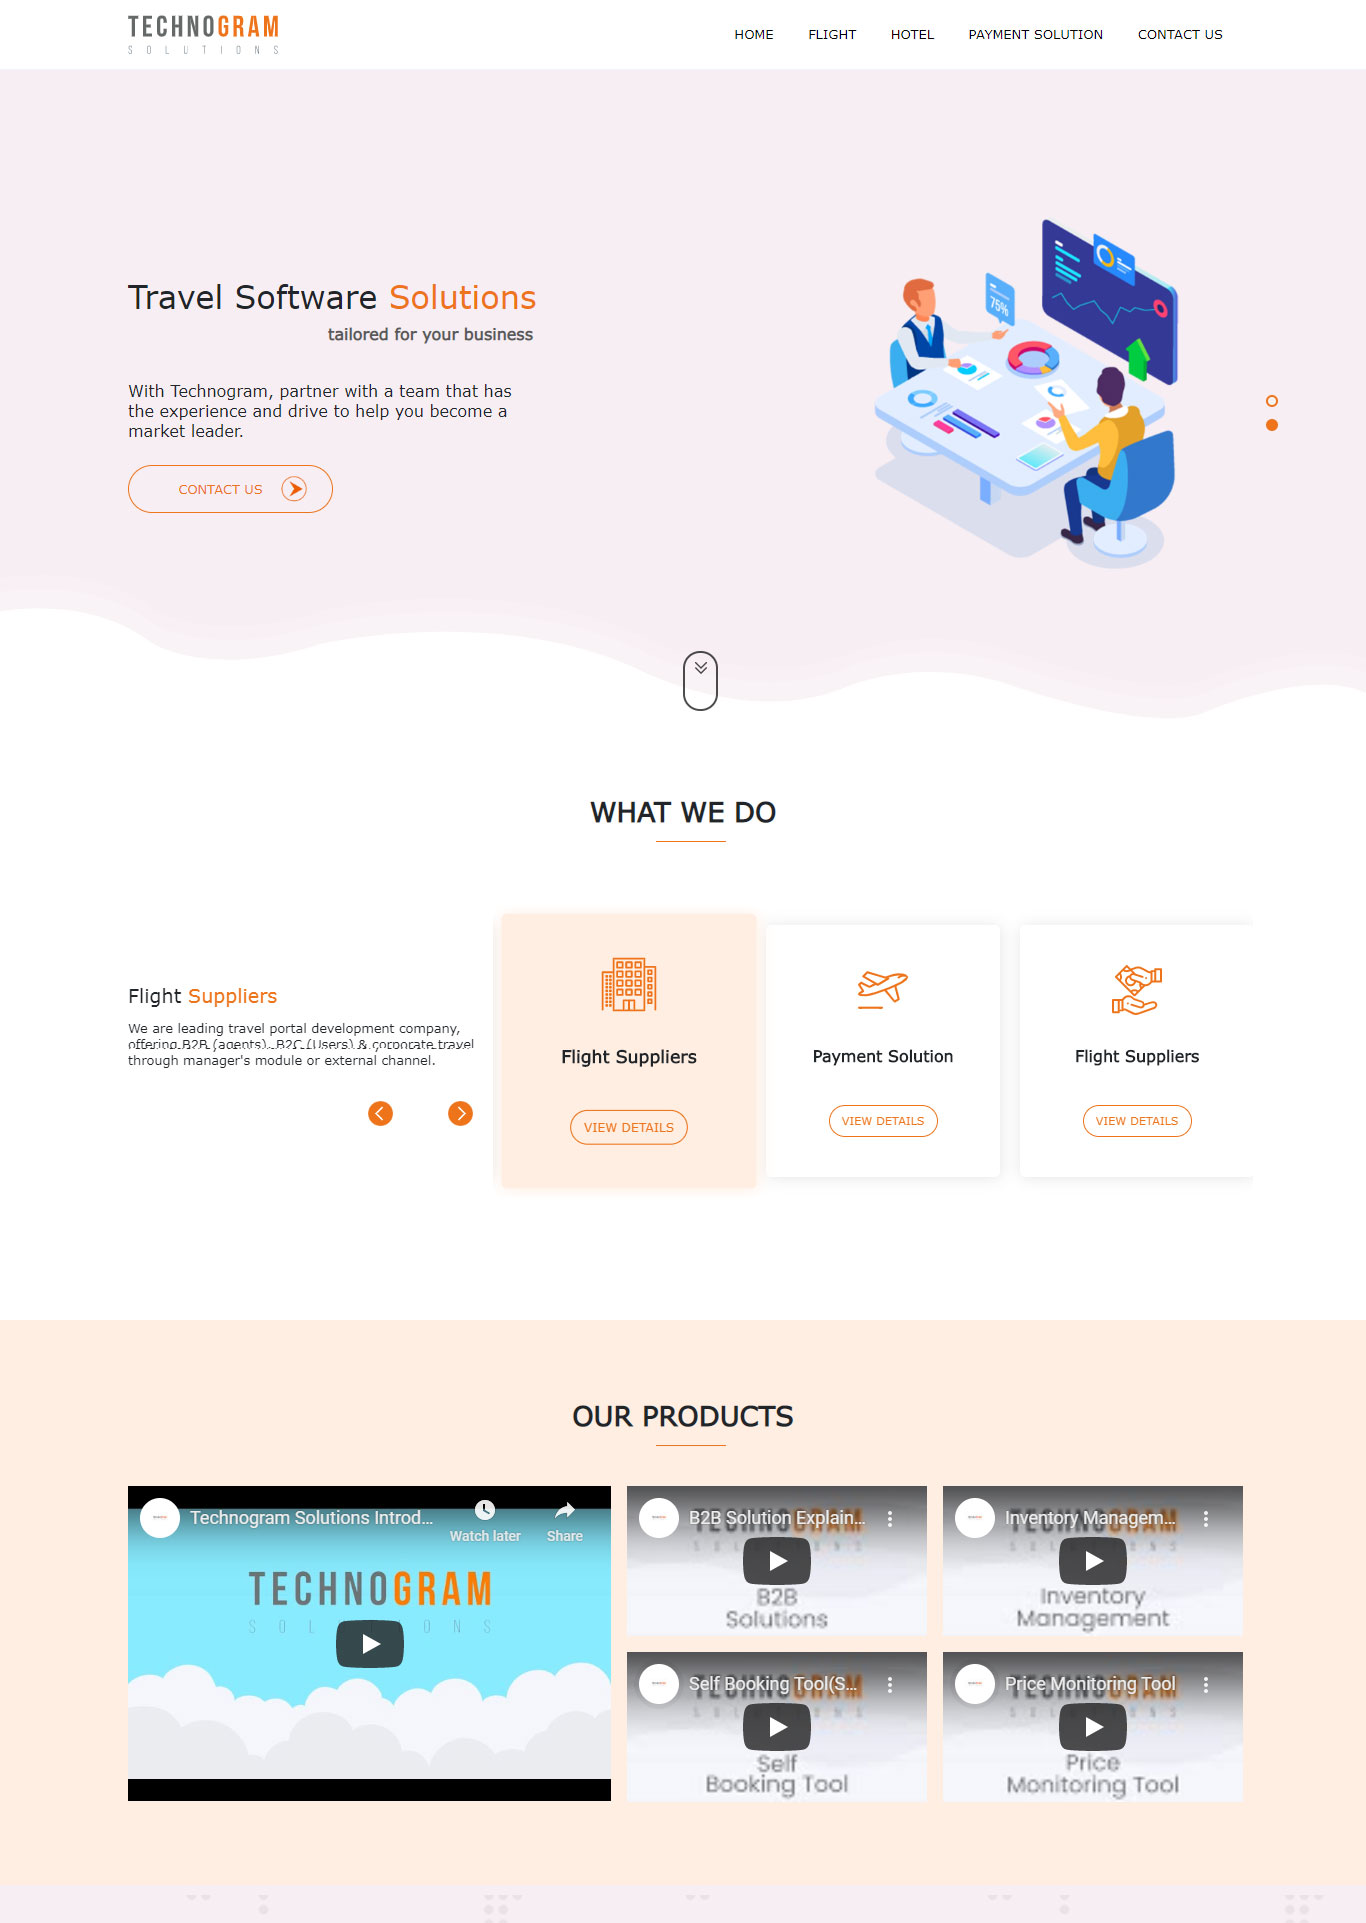 TECHNOGRAM
SOLUTIONS
HOME FLIGHT HOTEL PAYMENT SOLUTION CONTACT US
Travel Software Solutions
tailored for your business
With Technogram, partner with a team that has
the experience and drive to help you become a
market leader.
CONTACT US
75%
WHAT WE DO
Flight Suppliers
We are leading travel portal development company,
offering B2B (agents), B2C (Users) & corporate travel
through manager's module or external channel.
Flight Suppliers
VIEW DETAILS
Payment Solution
VIEW DETAILS
Flight Suppliers
VIEW DETAILS
OUR PRODUCTS
Technogram Solutions Introd...
Watch later
Share
TECHNOGRAM
SOLUTIONS
B2B Solution Explain...
B2B
Solutions
Inventory Managem...
Inventory
Management
Self Booking Tool(S...
Self
Booking Tool
Price Monitoring Tool
Price
Monitoring Tool